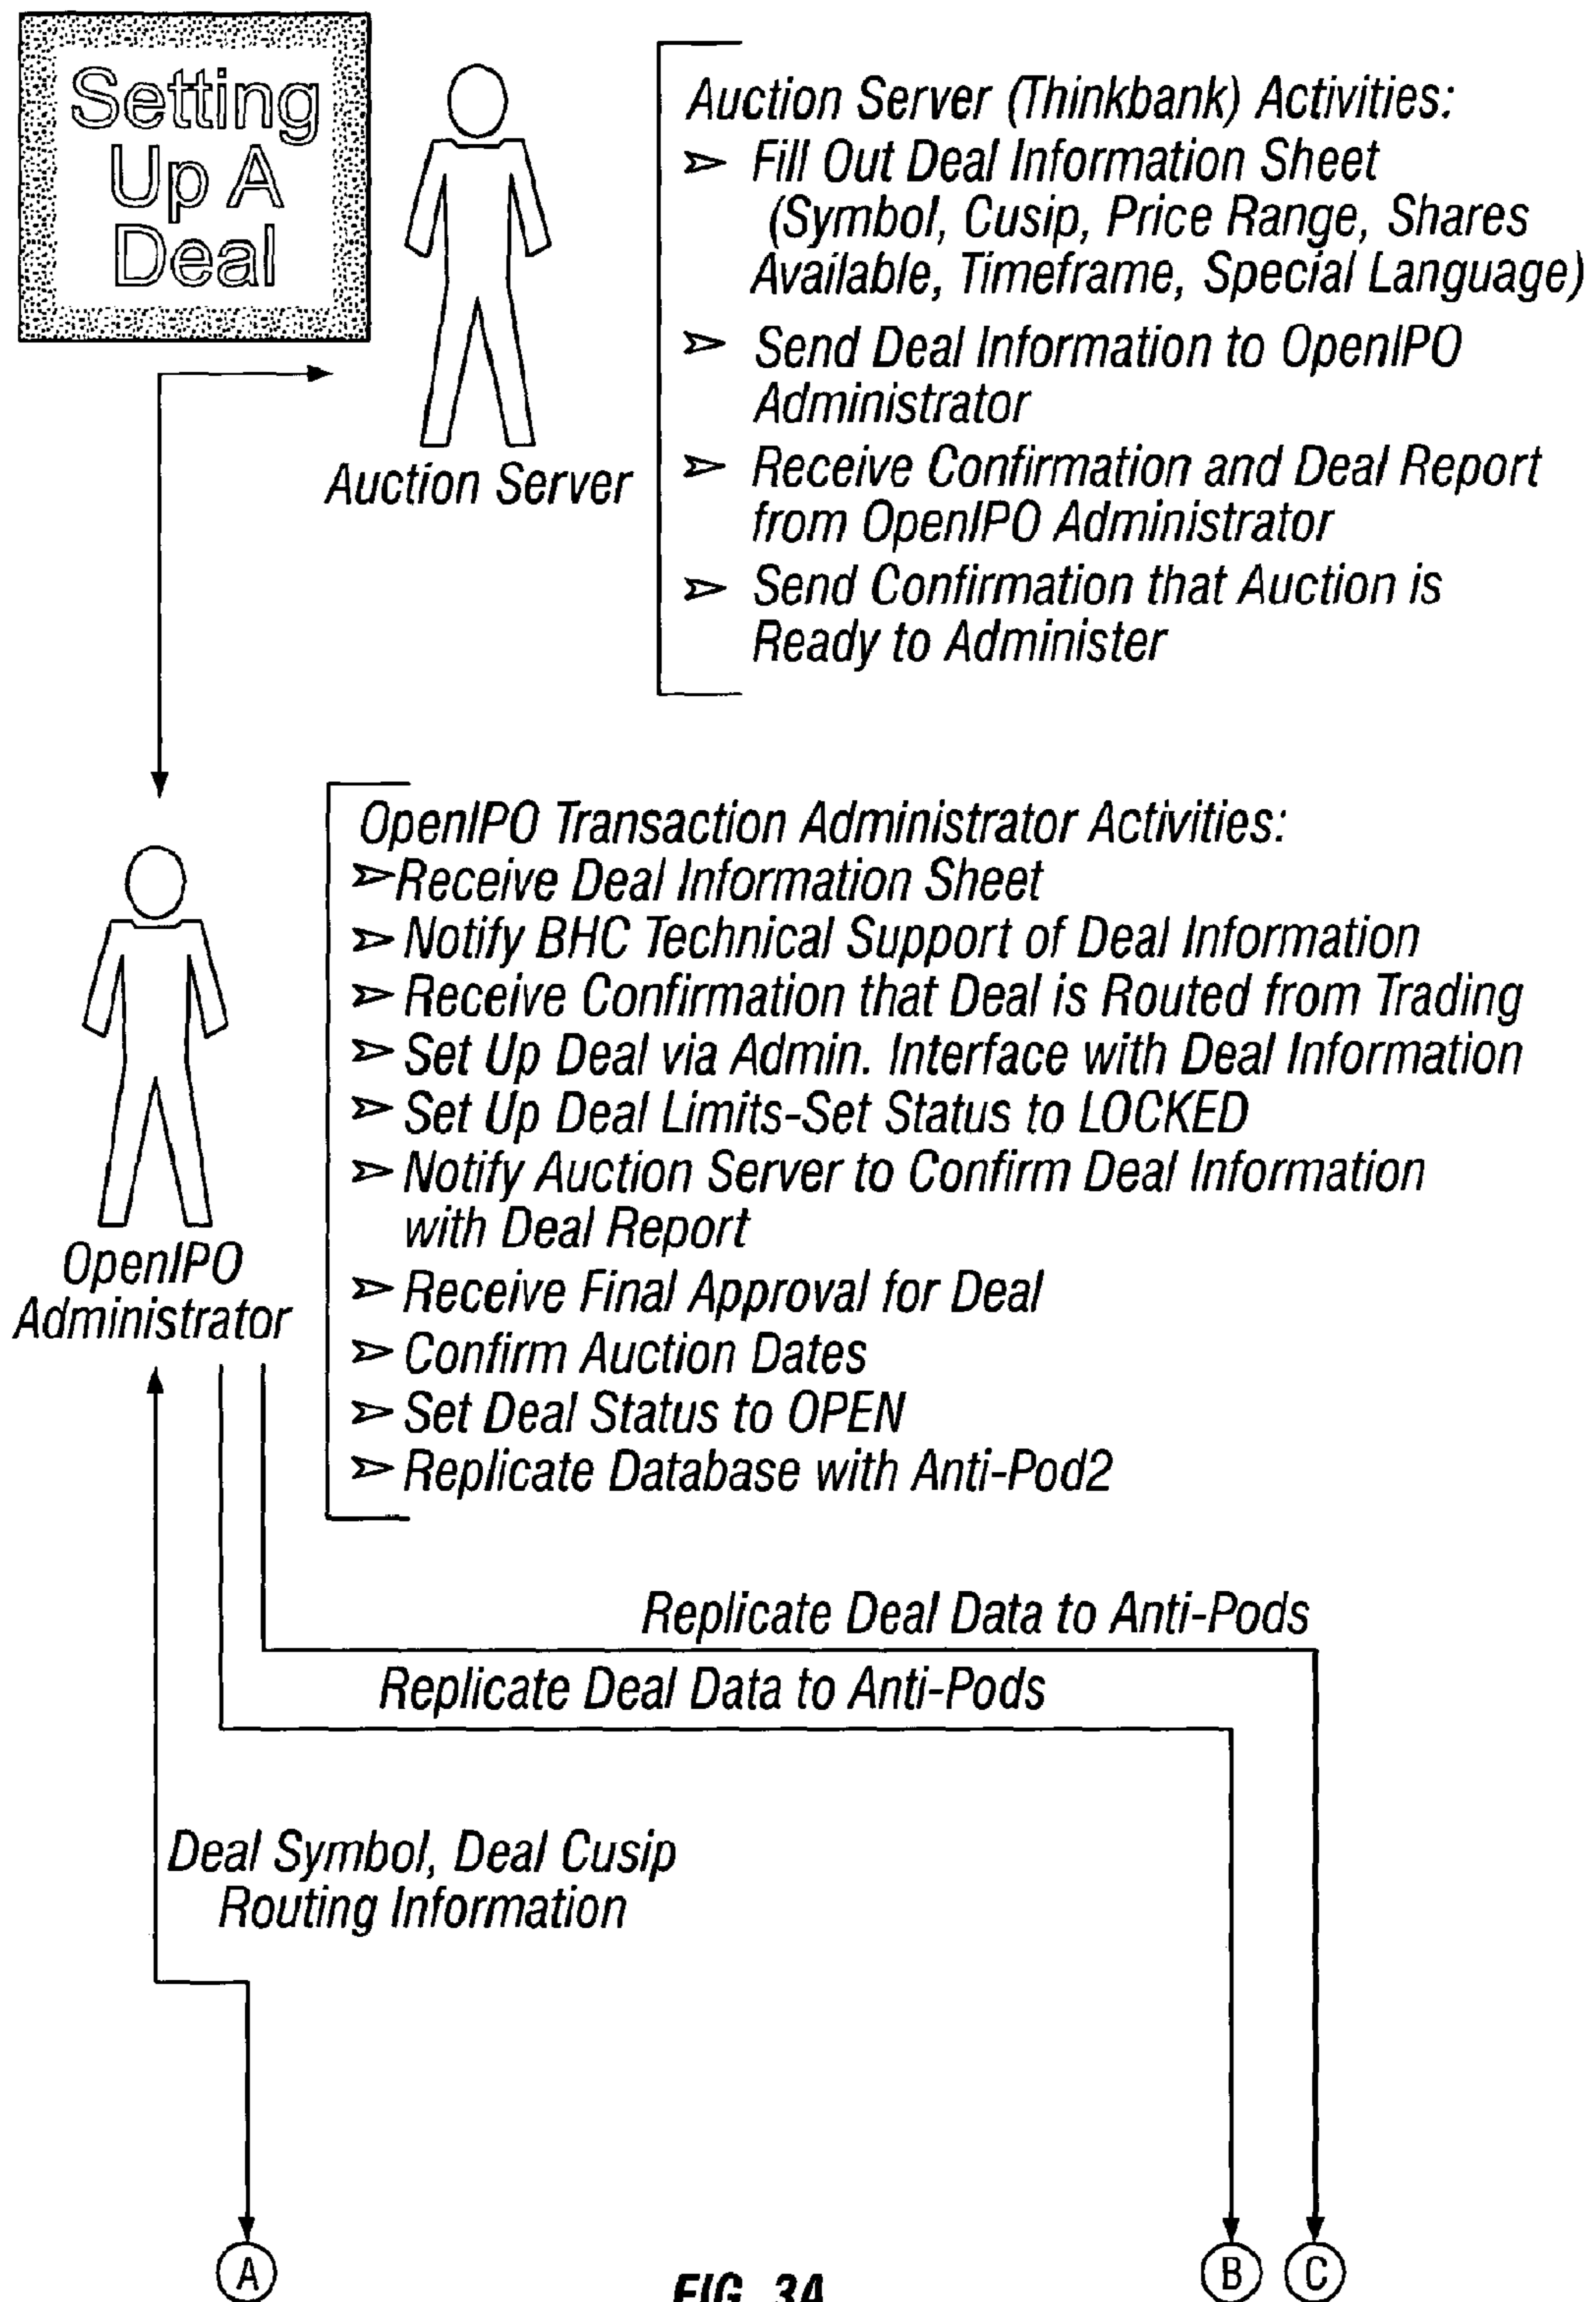 Setting
Up A
Deal
Auction Server
Auction Server (Thinkbank) Activities:
➢ Fill Out Deal Information Sheet
(Symbol, Cusip, Price Range, Shares
Available, Timeframe, Special Language)
➢ Send Deal Information to OpenIPO
Administrator
➢ Receive Confirmation and Deal Report
from OpenIPO Administrator
➢ Send Confirmation that Auction is
Ready to Administer
OpenIPO
Administrator
OpenIPO Transaction Administrator Activities:
➢ Receive Deal Information Sheet
➢ Notify BHC Technical Support of Deal Information
➢ Receive Confirmation that Deal is Routed from Trading
➢ Set Up Deal via Admin. Interface with Deal Information
➢ Set Up Deal Limits-Set Status to LOCKED
➢ Notify Auction Server to Confirm Deal Information
with Deal Report
➢ Receive Final Approval for Deal
➢ Confirm Auction Dates
➢ Set Deal Status to OPEN
➢ Replicate Database with Anti-Pod2
Replicate Deal Data to Anti-Pods
Replicate Deal Data to Anti-Pods
Deal Symbol, Deal Cusip
Routing Information
A
B
C
FIG. 3A